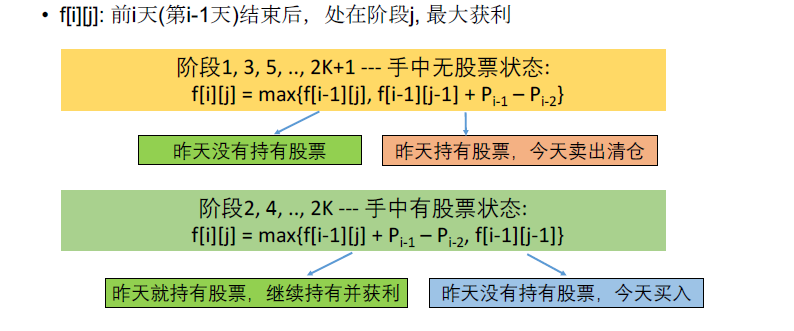 • f[i][j]: 前i天(第i-1天)结束后，处在阶段j, 最大获利
阶段1, 3, 5, .., 2K+1 --- 手中无股票状态:
f[i][j] = max{f[i-1][j], f[i-1][j-1] + Pi-1 – Pi-2}
昨天没有持有股票
昨天持有股票，今天卖出清仓
阶段2, 4, .., 2K --- 手中有股票状态:
f[i][j] = max{f[i-1][j] + Pi-1 – Pi-2, f[i-1][j-1]}
昨天就持有股票，继续持有并获利
昨天没有持有股票，今天买入